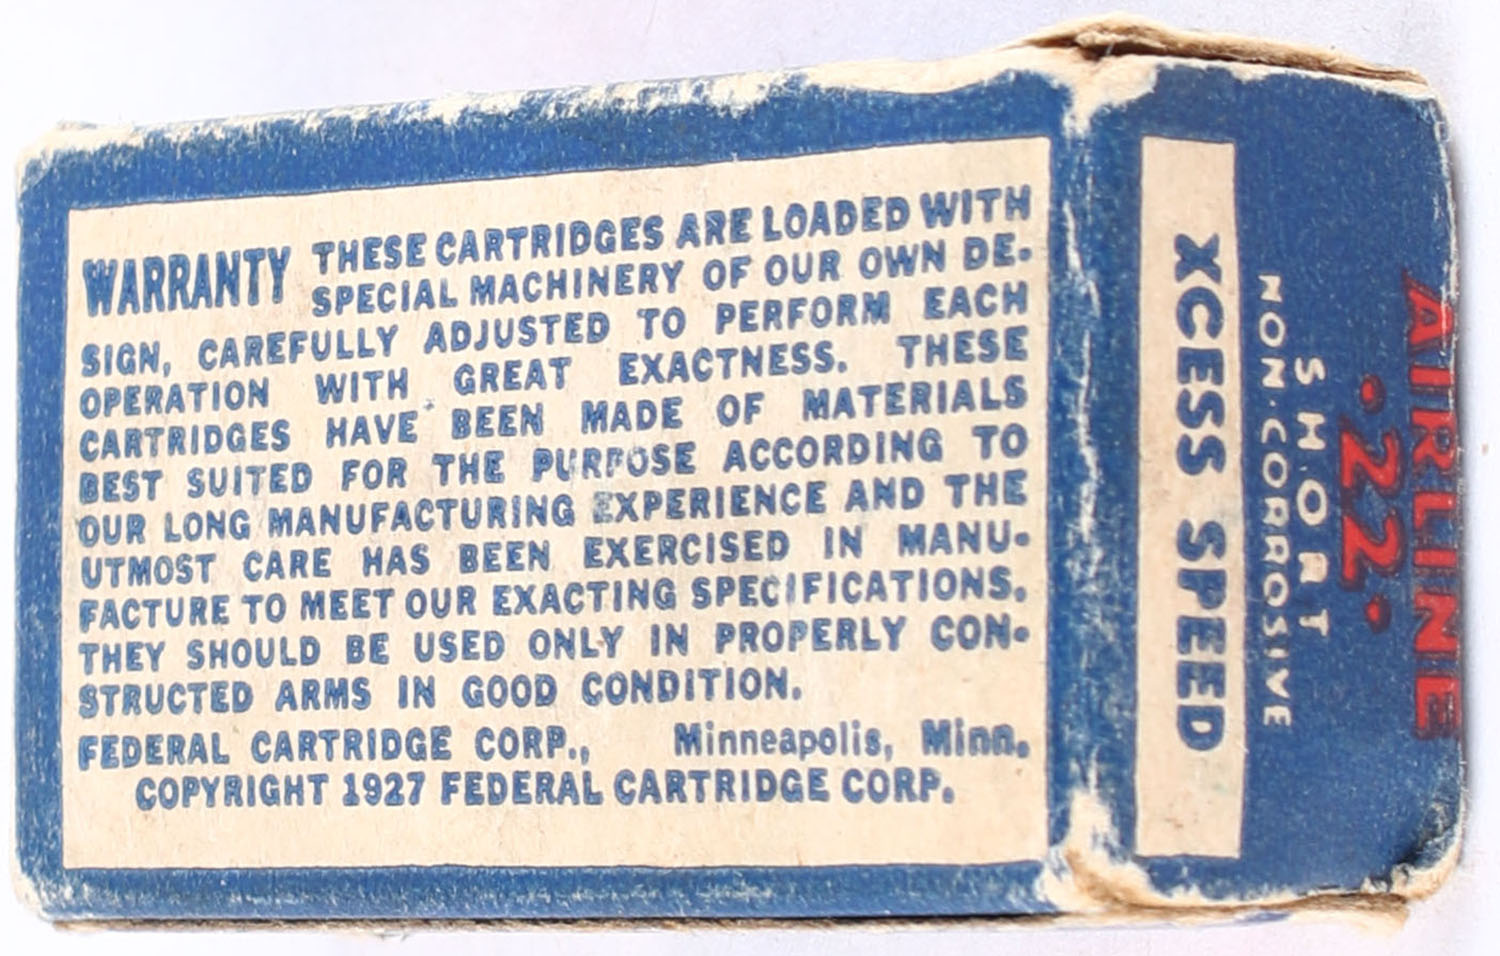 WARRANTY THESE CARTRIDGES ARE LOADED WITH
SPECIAL MACHINERY OF OUR OWN DE-
SIGN, CAREFULLY ADJUSTED TO PERFORM EACH
OPERATION WITH GREAT EXACTNESS. THESE
CARTRIDGES HAVE BEEN MADE OF MATERIALS
BEST SUITED FOR THE PURPOSE ACCORDING TO
OUR LONG MANUFACTURING EXPERIENCE AND THE
UTMOST CARE HAS BEEN EXERCISED IN MANU-
FACTURE TO MEET OUR EXACTING SPECIFICATIONS.
THEY SHOULD BE USED ONLY IN PROPERLY CON-
STRUCTED ARMS IN GOOD CONDITION.
FEDERAL CARTRIDGE CORP., Minneapolis, Minn.
COPYRIGHT 1927 FEDERAL CARTRIDGE CORP.
AIRLINE
.22.
SHORT
NON-CORROSIVE
XCESS SPEED